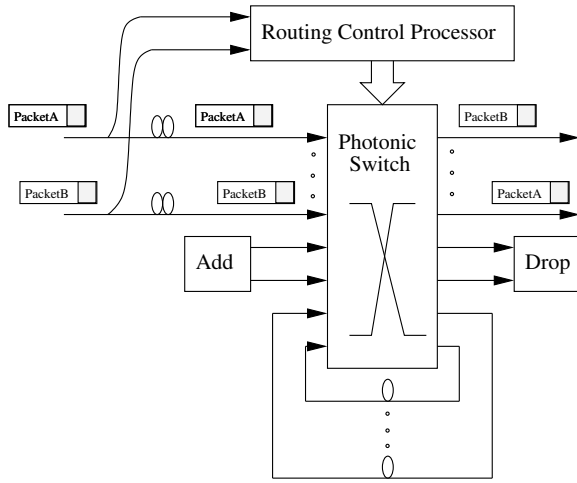 Routing Control Processor
PacketA
PacketA
PacketB
Photonic
Switch
PacketB
PacketB
PacketA
Add
Drop